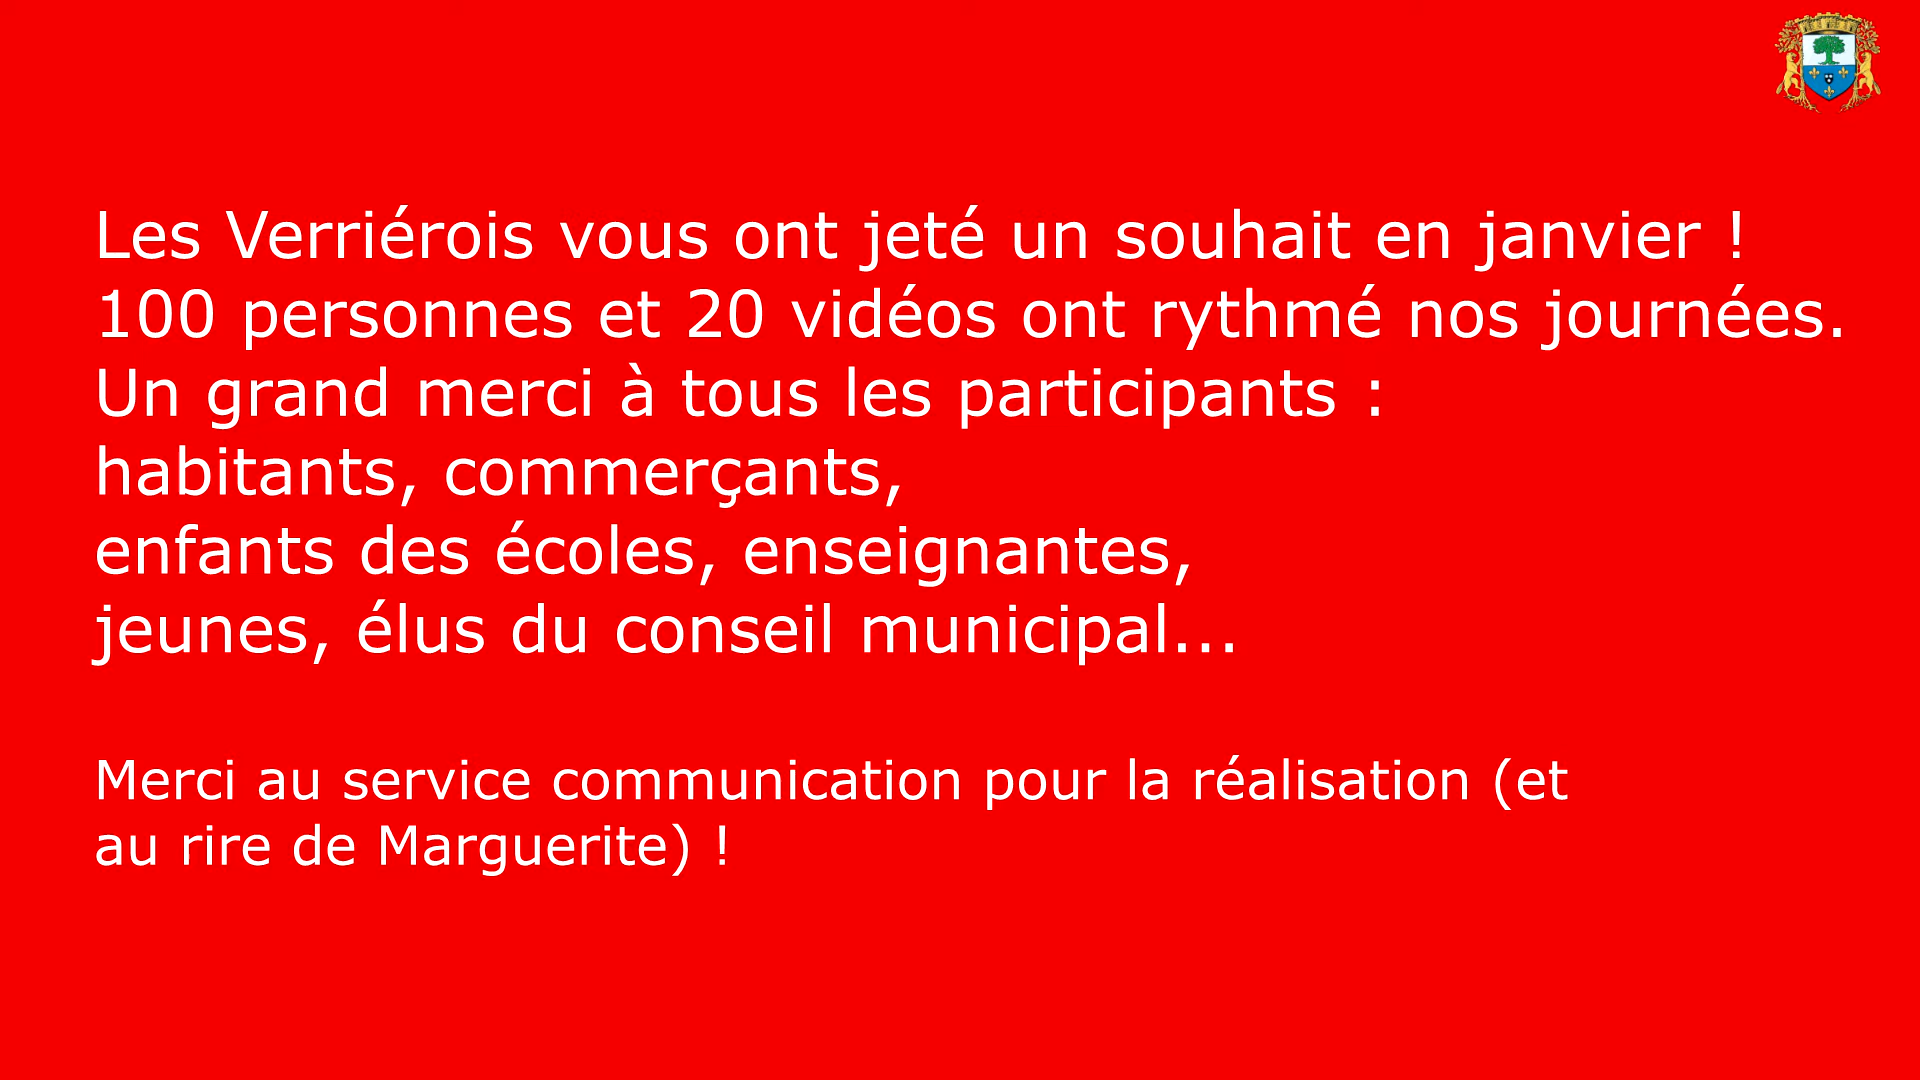 Les Verriérois vous ont jeté un souhait en janvier !
100 personnes et 20 vidéos ont rythmé nos journées.
Un grand merci à tous les participants :
habitants, commerçants,
enfants des écoles, enseignantes,
jeunes, élus du conseil municipal...
Merci au service communication pour la réalisation (et
au rire de Marguerite) !